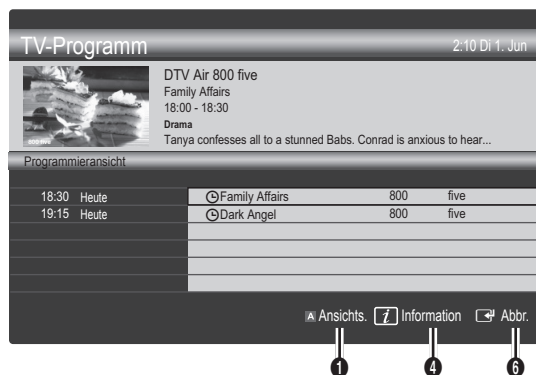 TV-Programm 2:10 Di 1. Jun
DTV Air 800 five
Family Affairs
18:00 - 18:30
Drama
Tanya confesses all to a stunned Babs. Conrad is anxious to hear...
800 five
Programmieransicht
18:30 Heute Family Affairs 800 five
19:15 Heute Dark Angel 800 five
A Ansichts. i Information Abbr.
1 4 6